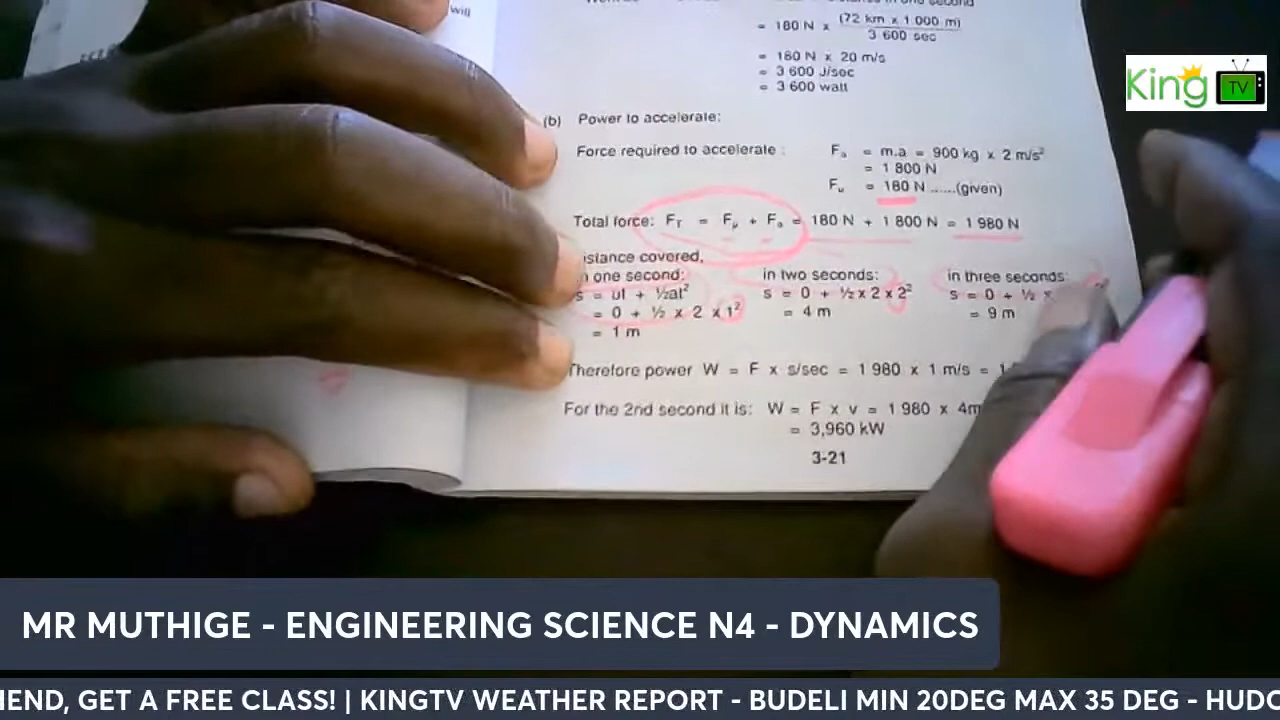 will
= 180 N x (72 km x 1 000 m)
3 600 sec
= 180 N x 20 m/s
= 3 600 J/sec
= 3 600 watt
(b) Power to accelerate:
Force required to accelerate : Fa = m.a = 900 kg x 2 m/s²
= 1 800 N
Fμ = 180 N ......(given)
Total force: FT = Fμ + Fa = 180 N + 1 800 N = 1 980 N
istance covered,
n one second: in two seconds: in three seconds:
s = ut + ½at² s = 0 + ½ x 2 x 2² s = 0 + ½ x
= 0 + ½ x 2 x 1² = 4 m = 9 m
= 1 m
Therefore power W = F x s/sec = 1 980 x 1 m/s =
For the 2nd second it is: W = F x v = 1 980 x 4m
= 3,960 kW
3-21
King TV
MR MUTHIGE - ENGINEERING SCIENCE N4 - DYNAMICS
IEND, GET A FREE CLASS! | KINGTV WEATHER REPORT - BUDELI MIN 20DEG MAX 35 DEG - HUDO